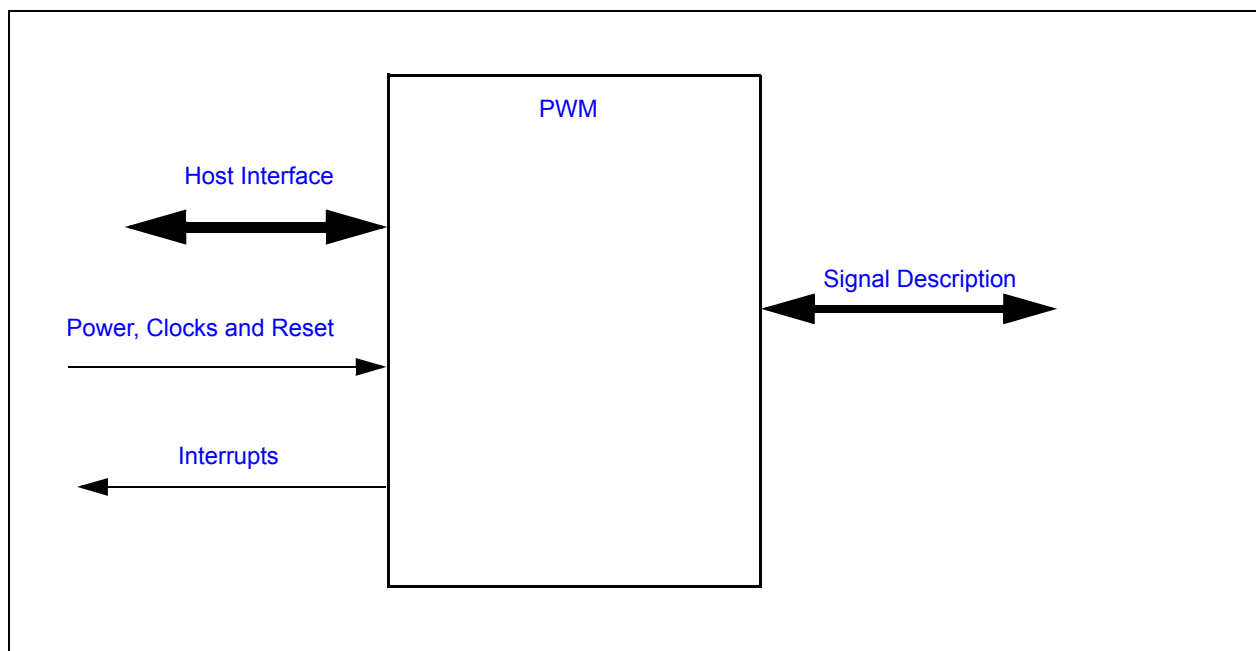 PWM
Host Interface
Signal Description
Power, Clocks and Reset
Interrupts